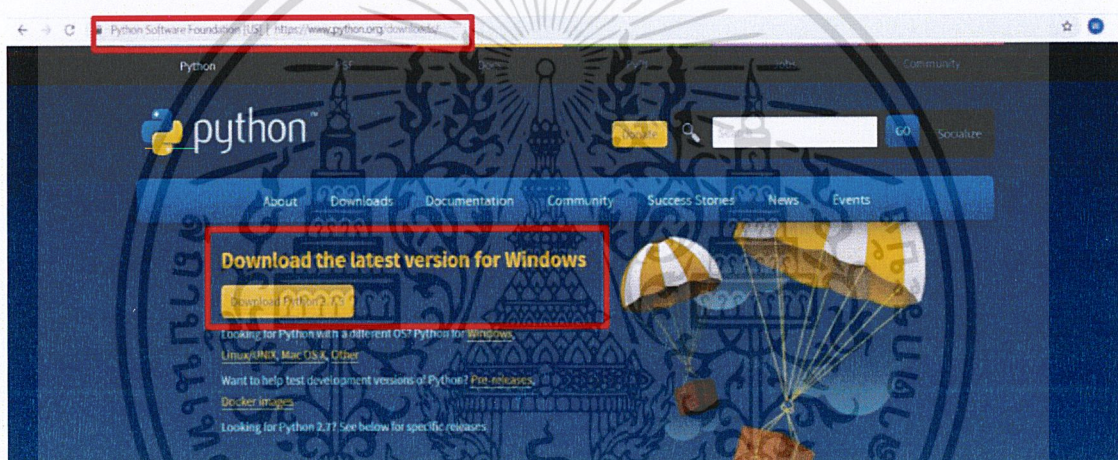 Python Software Foundation [US] | https://www.python.org/downloads/
Python PSF Docs Jobs Community
python™
Donate GO Socialize
About Downloads Documentation Community Success Stories News Events
Download the latest version for Windows
Download Python
Looking for Python with a different OS? Python for Windows,
Linux/UNIX, Mac OS X, Other
Want to help test development versions of Python? Pre-releases,
Docker images
Looking for Python 2.7? See below for specific releases